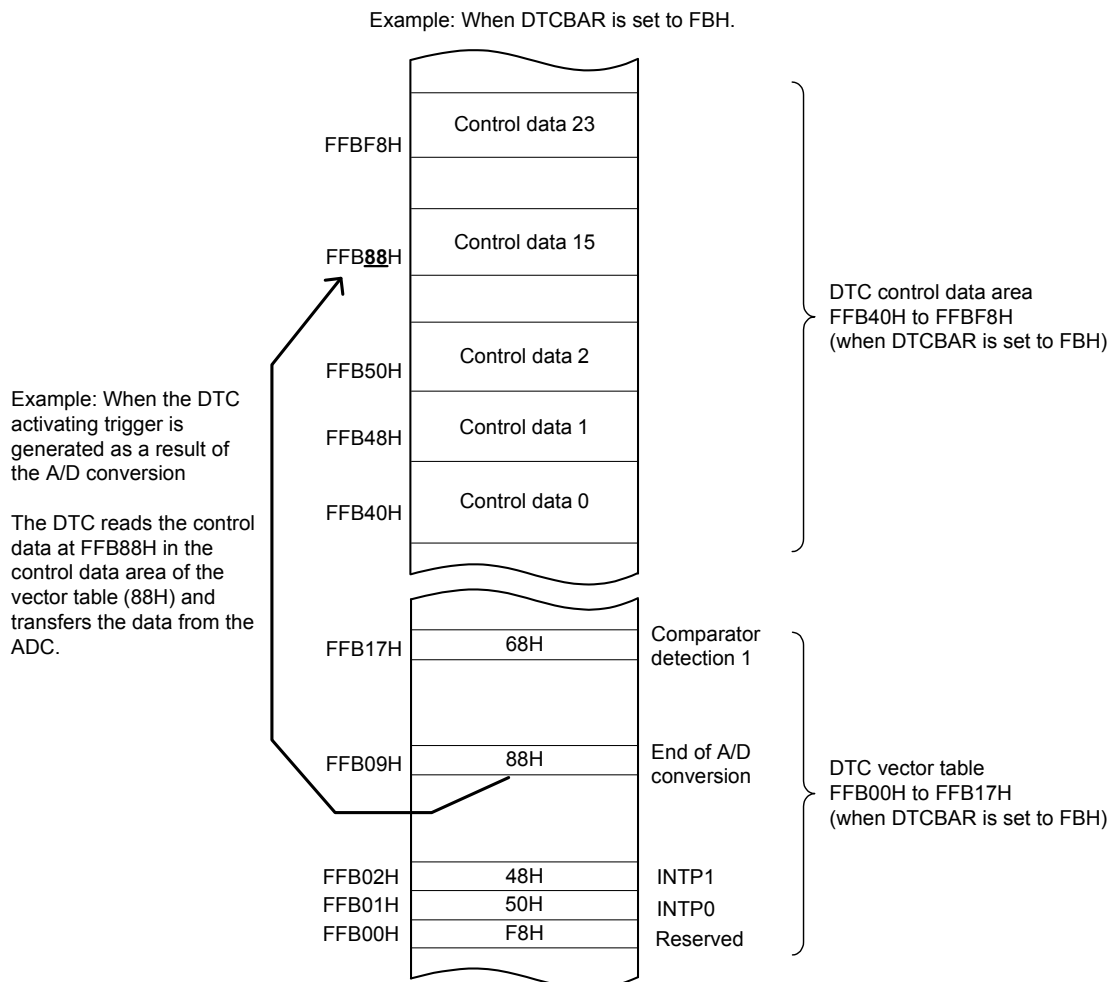 Example: When DTCBAR is set to FBH.
Control data 23
FFBF8H
Control data 15
FFB88H
DTC control data area
FFB40H to FFBF8H
(when DTCBAR is set to FBH)
Control data 2
FFB50H
Example: When the DTC
activating trigger is
generated as a result of
the A/D conversion
Control data 1
FFB48H
Control data 0
FFB40H
The DTC reads the control
data at FFB88H in the
control data area of the
vector table (88H) and
transfers the data from the
ADC.
FFB17H
68H
Comparator
detection 1
FFB09H
88H
End of A/D
conversion
DTC vector table
FFB00H to FFB17H
(when DTCBAR is set to FBH)
FFB02H
48H
INTP1
FFB01H
50H
INTP0
FFB00H
F8H
Reserved